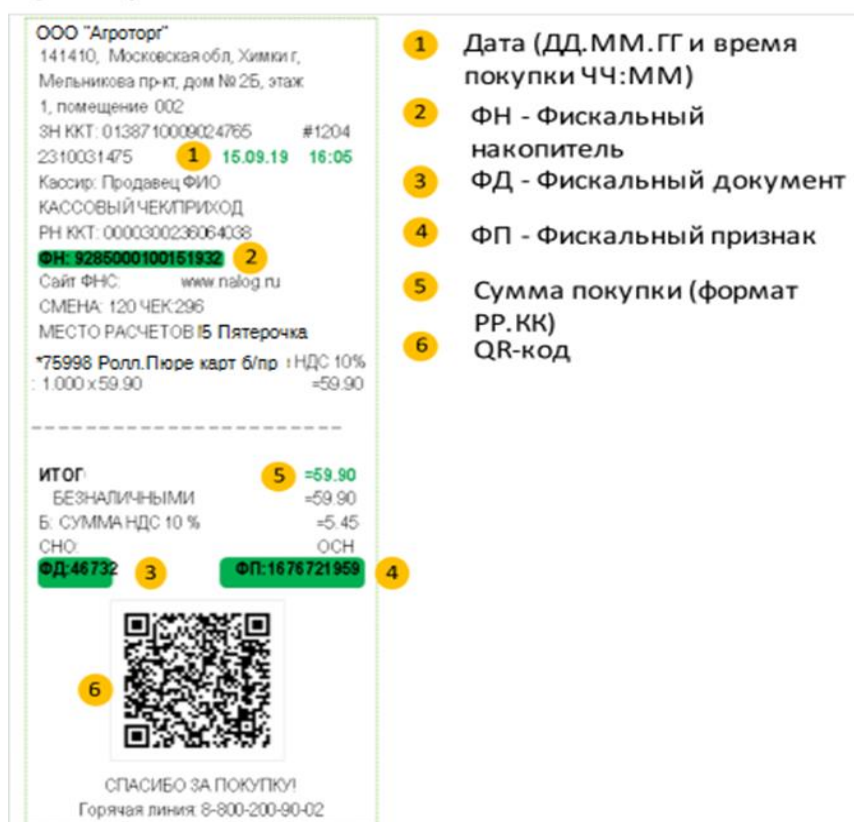 ООО "Агроторг"
141410, Московская обл, Химки г,
Мельникова пр-кт, дом № 2Б, этаж
1, помещение 002
ЗН ККТ: 0138710009024765 #1204
2310031475 1 15.09.19 16:05
Кассир: Продавец ФИО
КАССОВЫЙ ЧЕК/ПРИХОД
РН ККТ: 0000300236064038
ФН: 9285000100151932 2
Сайт ФНС: www.nalog.ru
СМЕНА: 120 ЧЕК:296
МЕСТО РАСЧЕТОВ 5 Пятерочка
*75998 Ролл.Пюре карт б/пр НДС 10%
: 1.000 x 59.90 =59.90
ИТОГ 5 =59.90
БЕЗНАЛИЧНЫМИ =59.90
Б: СУММА НДС 10 % =5.45
СНО: ОСН
ФД:46732 3 ФП:1676721959 4
6
СПАСИБО ЗА ПОКУПКУ!
Горячая линия: 8-800-200-90-02
1 Дата (ДД.ММ.ГГ и время
покупки ЧЧ:ММ)
2 ФН - Фискальный
накопитель
3 ФД - Фискальный документ
4 ФП - Фискальный признак
5 Сумма покупки (формат
РР.КК)
6 QR-код